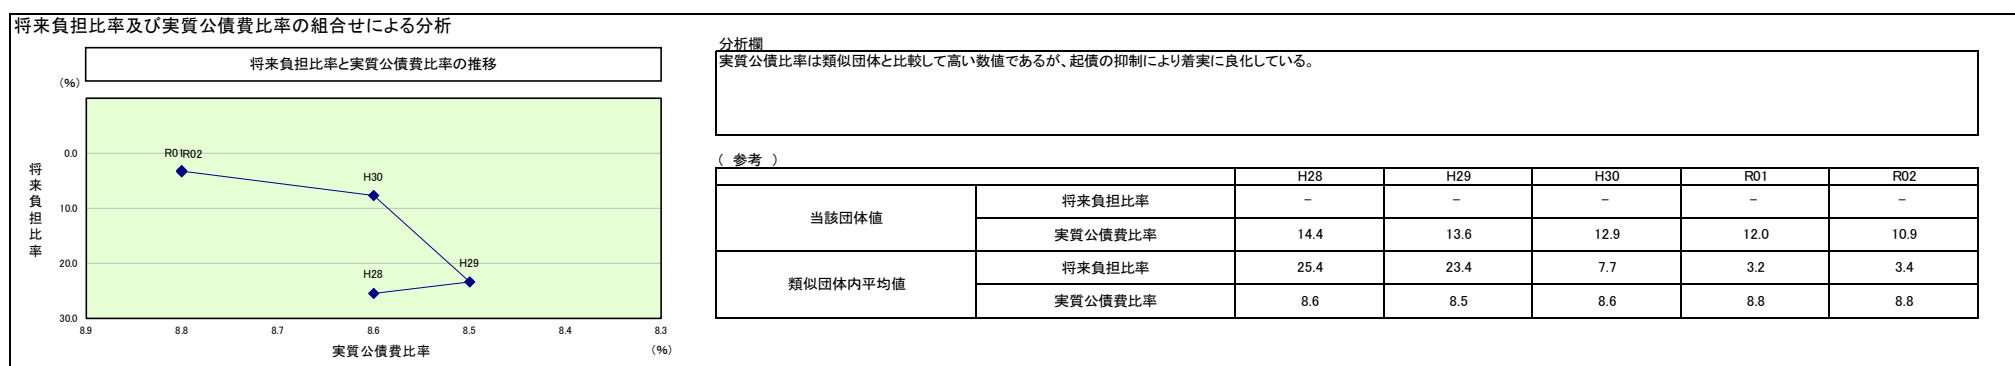 将来負担比率及び実質公債費比率の組合せによる分析
将来負担比率と実質公債費比率の推移
(%)
0.0
10.0
20.0
30.0
将来負担比率
R01
R02
H30
H29
H28
8.9 8.8 8.7 8.6 8.5 8.4 8.3
実質公債費比率
(%)
分析欄
実質公債比率は類似団体と比較して高い数値であるが、起債の抑制により着実に良化している。
( 参考 )
H28 H29 H30 R01 R02
当該団体値
将来負担比率 － － － － －
実質公債費比率 14.4 13.6 12.9 12.0 10.9
類似団体内平均値
将来負担比率 25.4 23.4 7.7 3.2 3.4
実質公債費比率 8.6 8.5 8.6 8.8 8.8